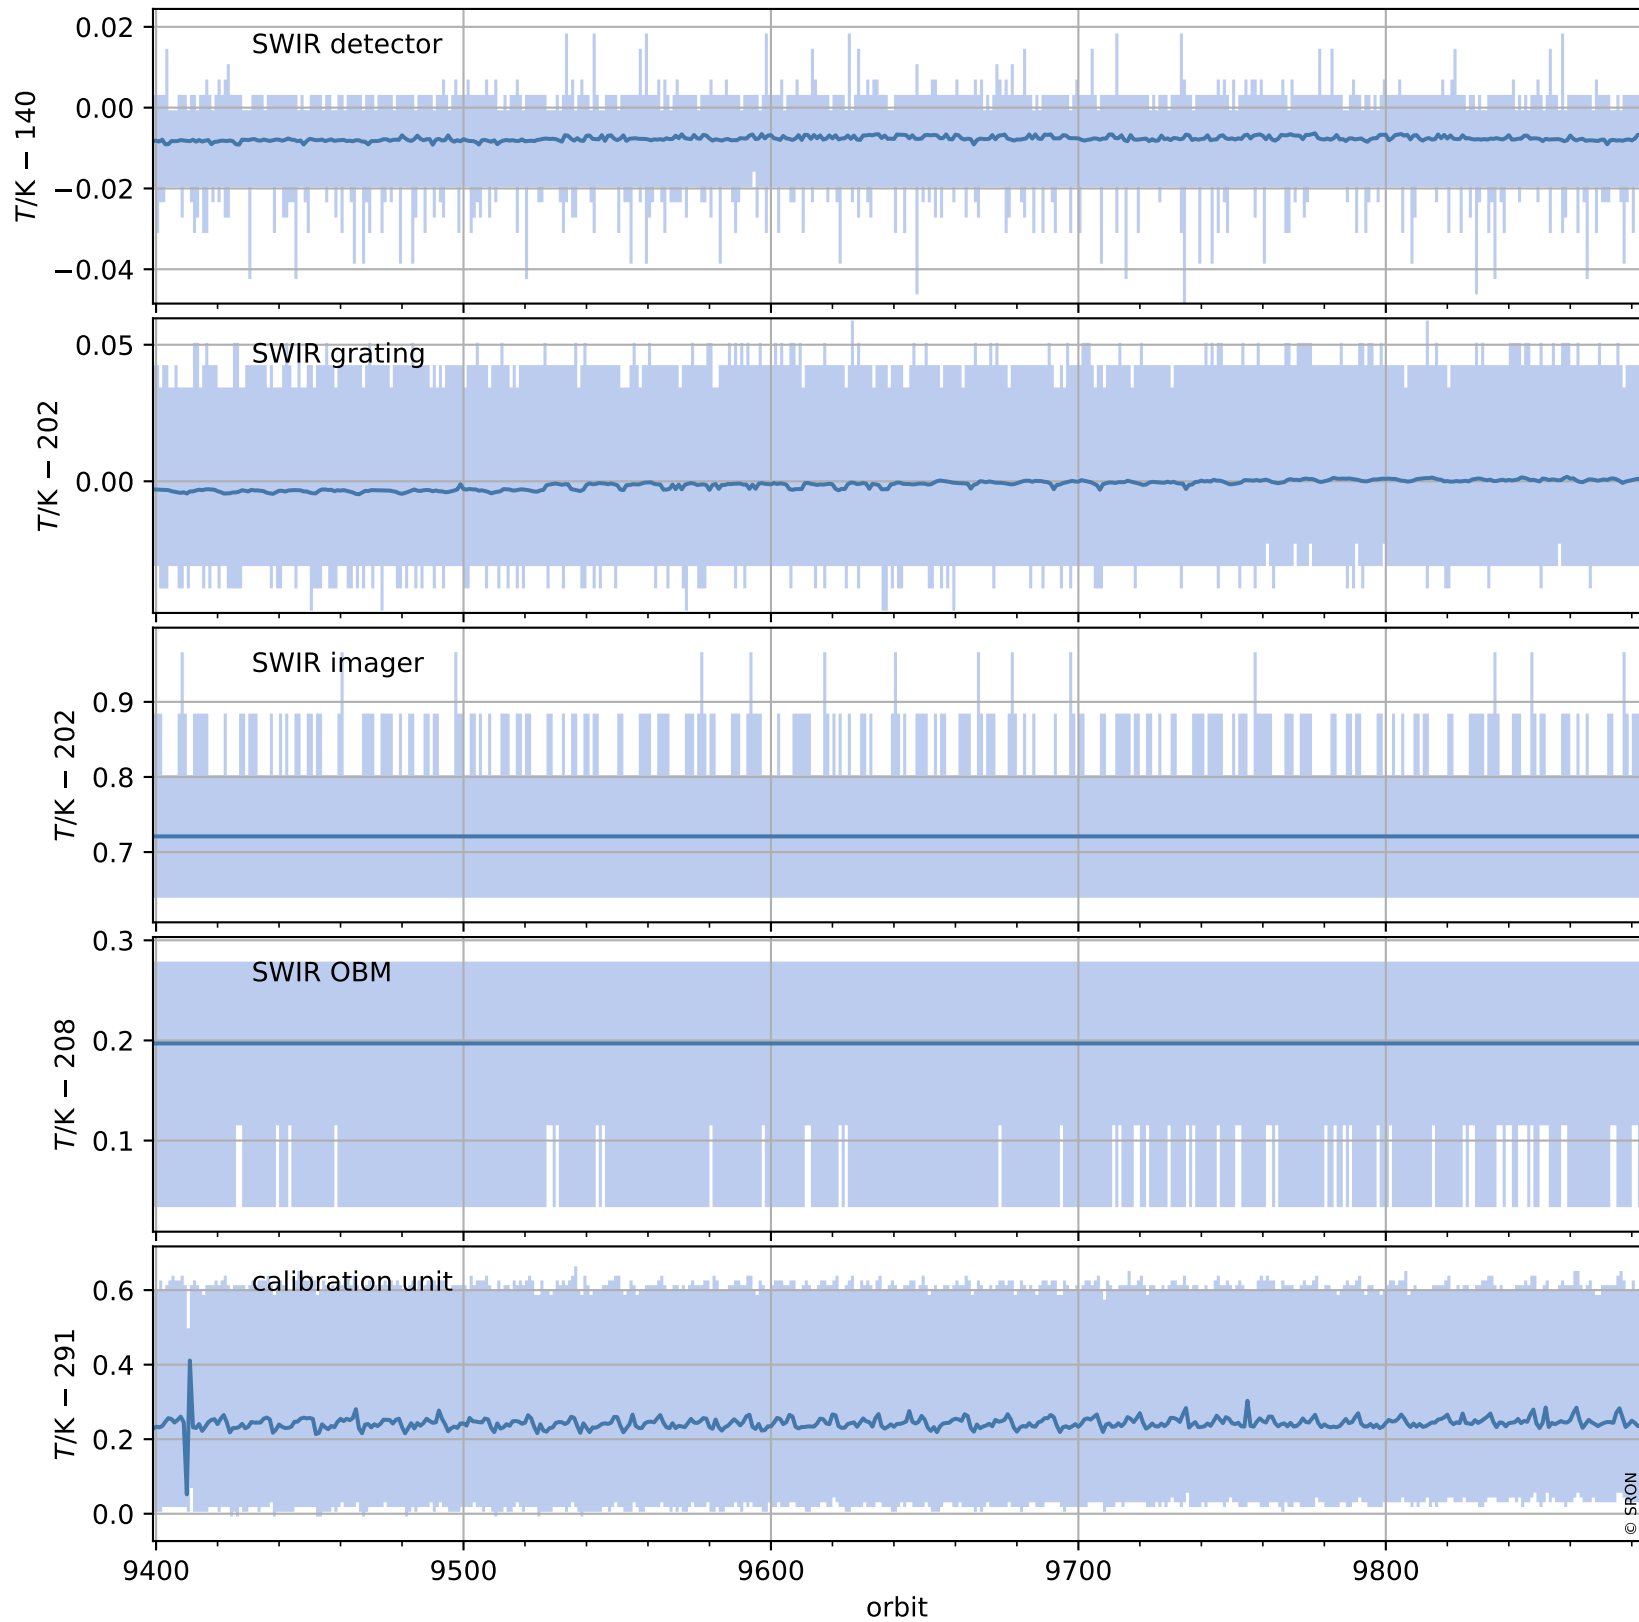 0.02
0.00
−0.02
−0.04
T/K − 140
SWIR detector
0.05
0.00
T/K − 202
SWIR grating
0.9
0.8
0.7
T/K − 202
SWIR imager
0.3
0.2
0.1
T/K − 208
SWIR OBM
0.6
0.4
0.2
0.0
T/K − 291
calibration unit
© SRON
9400 9500 9600 9700 9800
orbit